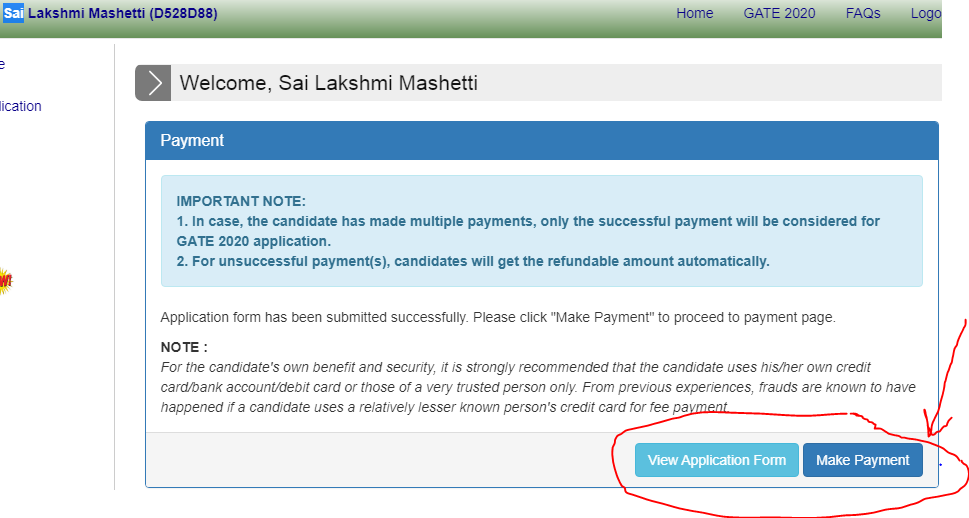 Sai Lakshmi Mashetti (D528D88)
Home GATE 2020 FAQs Logo
e
lication
Welcome, Sai Lakshmi Mashetti
Payment
IMPORTANT NOTE:
1. In case, the candidate has made multiple payments, only the successful payment will be considered for
GATE 2020 application.
2. For unsuccessful payment(s), candidates will get the refundable amount automatically.
Application form has been submitted successfully. Please click "Make Payment" to proceed to payment page.
NOTE :
For the candidate's own benefit and security, it is strongly recommended that the candidate uses his/her own credit
card/bank account/debit card or those of a very trusted person only. From previous experiences, frauds are known to have
happened if a candidate uses a relatively lesser known person's credit card for fee payment
View Application Form Make Payment